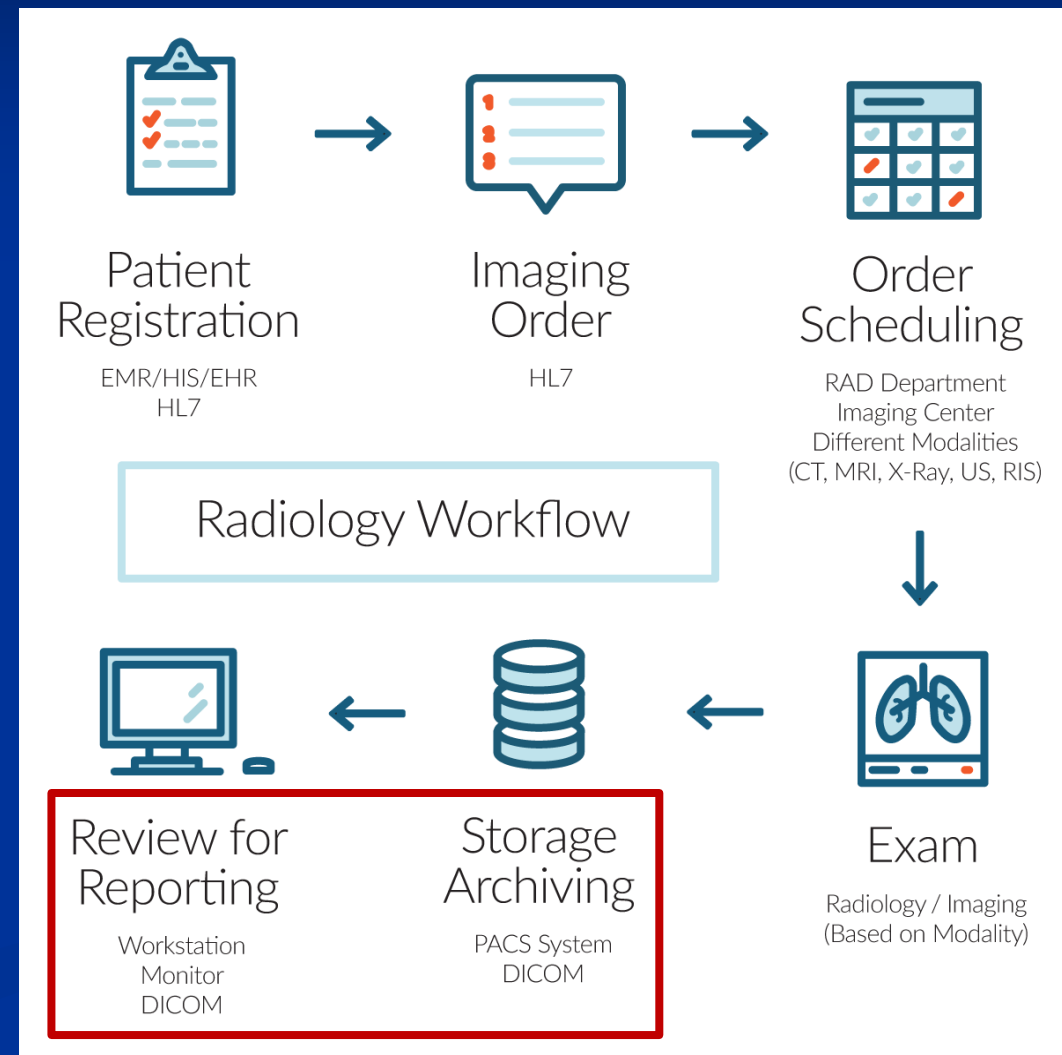 Patient
Registration
EMR/HIS/EHR
HL7
Imaging
Order
HL7
Order
Scheduling
RAD Department
Imaging Center
Different Modalities
(CT, MRI, X-Ray, US, RIS)
Radiology Workflow
Review for
Reporting
Workstation
Monitor
DICOM
Storage
Archiving
PACS System
DICOM
Exam
Radiology / Imaging
(Based on Modality)